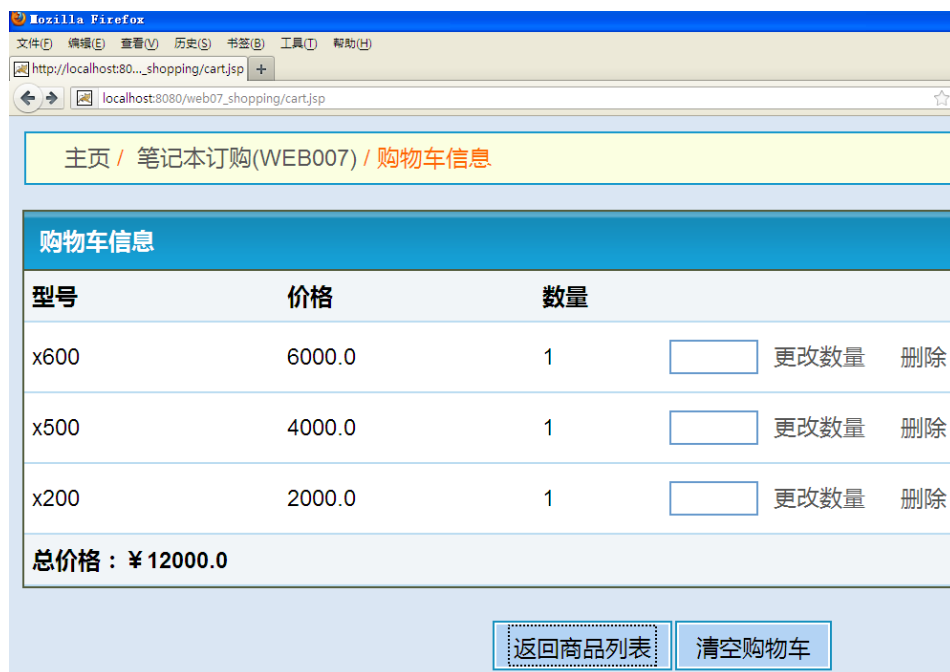 Mozilla Firefox
文件(F) 编辑(E) 查看(V) 历史(S) 书签(B) 工具(T) 帮助(H)
http://localhost:80..._shopping/cart.jsp +
localhost:8080/web07_shopping/cart.jsp
主页 / 笔记本订购(WEB007) / 购物车信息
购物车信息
型号 价格 数量
x600 6000.0 1 更改数量 删除
x500 4000.0 1 更改数量 删除
x200 2000.0 1 更改数量 删除
总价格：￥12000.0
返回商品列表 清空购物车